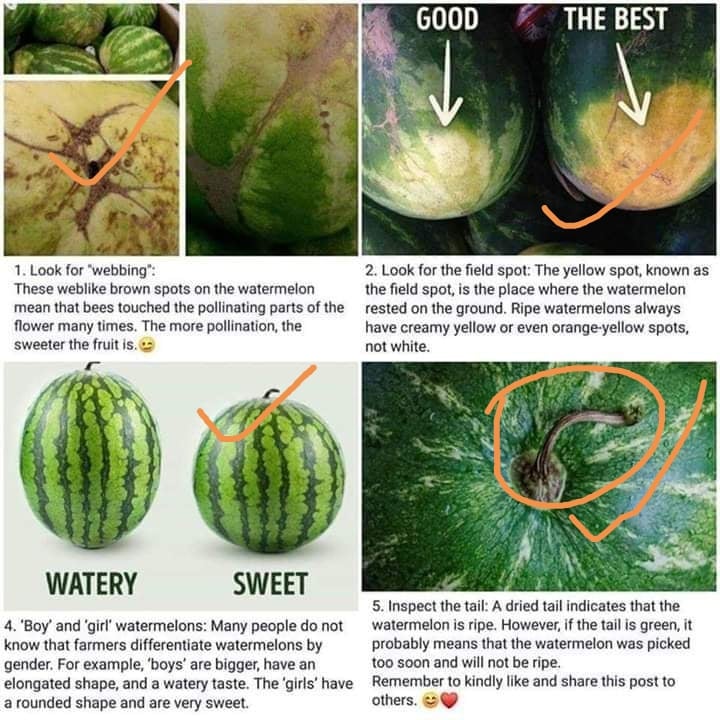 GOOD
THE BEST
1. Look for "webbing":
These weblike brown spots on the watermelon
mean that bees touched the pollinating parts of the
flower many times. The more pollination, the
sweeter the fruit is.😉
2. Look for the field spot: The yellow spot, known as
the field spot, is the place where the watermelon
rested on the ground. Ripe watermelons always
have creamy yellow or even orange-yellow spots,
not white.
WATERY
SWEET
4. 'Boy' and 'girl' watermelons: Many people do not
know that farmers differentiate watermelons by
gender. For example, 'boys' are bigger, have an
elongated shape, and a watery taste. The 'girls' have
a rounded shape and are very sweet.
5. Inspect the tail: A dried tail indicates that the
watermelon is ripe. However, if the tail is green, it
probably means that the watermelon was picked
too soon and will not be ripe.
Remember to kindly like and share this post to
others. 😊❤️